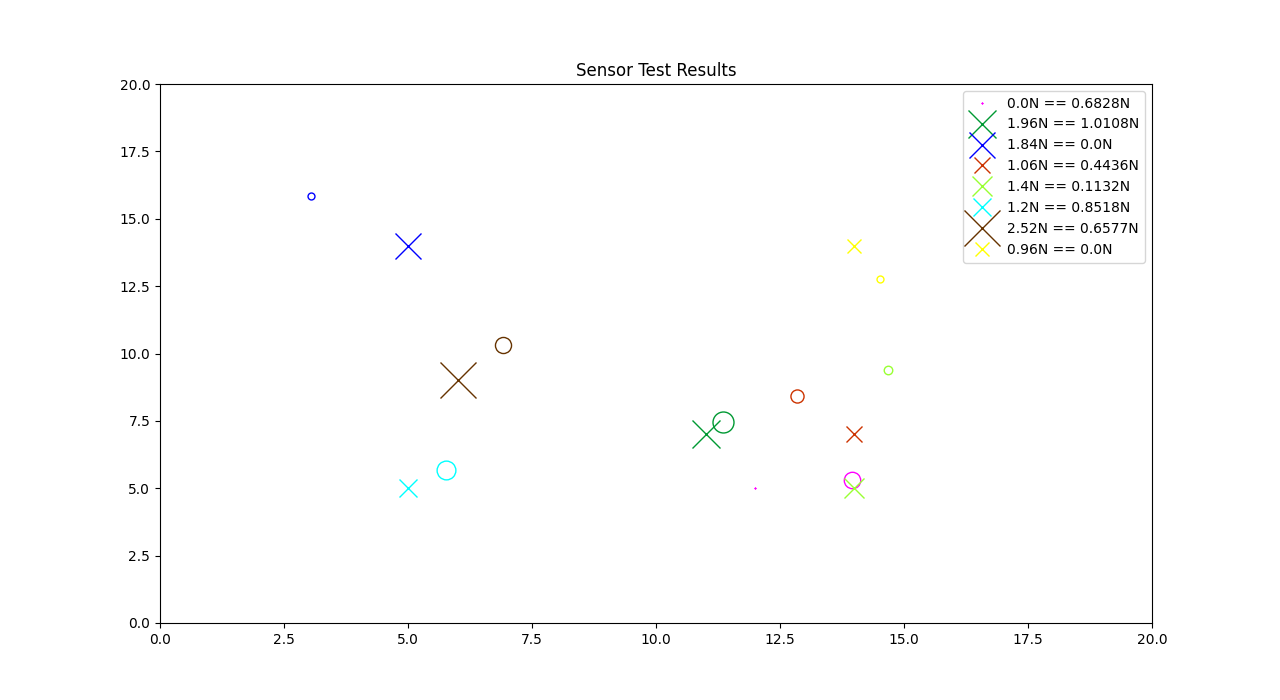 Sensor Test Results
20.0
17.5
15.0
12.5
10.0
7.5
5.0
2.5
0.0
0.0N == 0.6828N
1.96N == 1.0108N
1.84N == 0.0N
1.06N == 0.4436N
1.4N == 0.1132N
1.2N == 0.8518N
2.52N == 0.6577N
0.96N == 0.0N
0.0 2.5 5.0 7.5 10.0 12.5 15.0 17.5 20.0